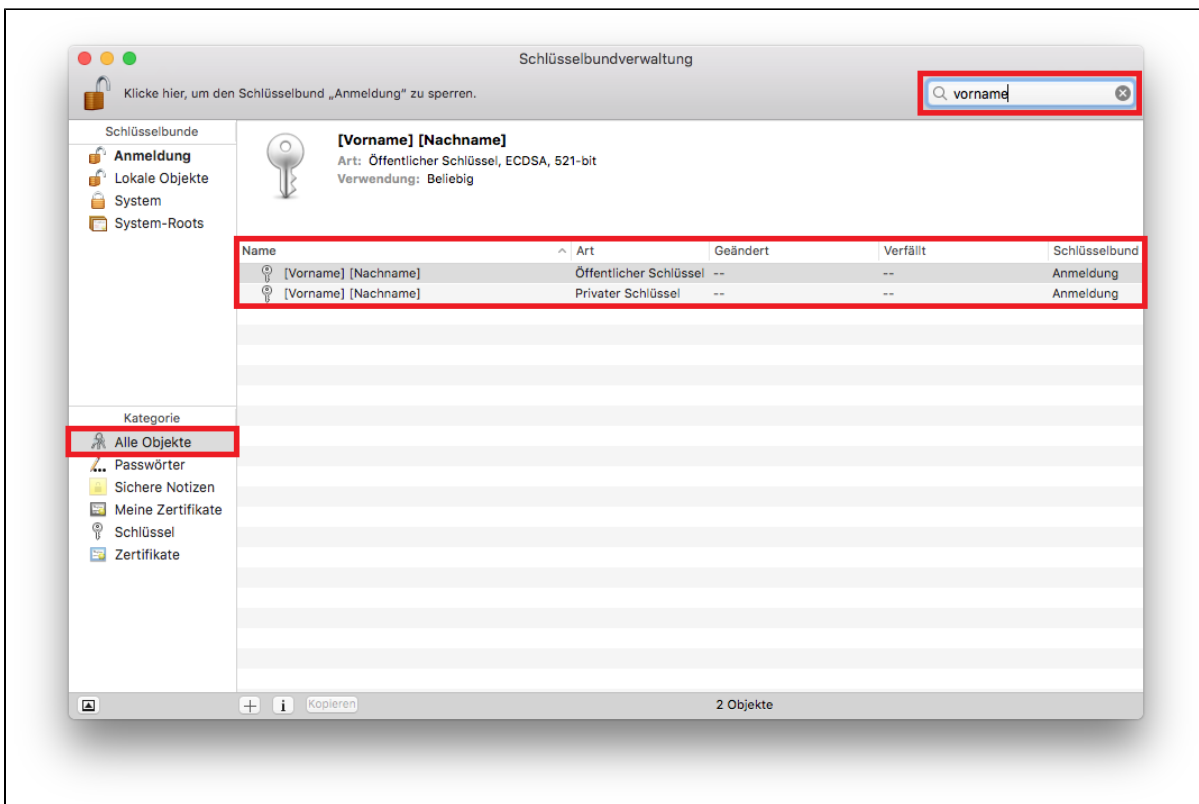 Schlüsselbundverwaltung
Klicke hier, um den Schlüsselbund „Anmeldung“ zu sperren.
vorname
Schlüsselbunde
Anmeldung
Lokale Objekte
System
System-Roots
[Vorname] [Nachname]
Art: Öffentlicher Schlüssel, ECDSA, 521-bit
Verwendung: Beliebig
Name Art Geändert Verfällt Schlüsselbund
[Vorname] [Nachname] Öffentlicher Schlüssel -- -- Anmeldung
[Vorname] [Nachname] Privater Schlüssel -- -- Anmeldung
Kategorie
Alle Objekte
Passwörter
Sichere Notizen
Meine Zertifikate
Schlüssel
Zertifikate
Kopieren
2 Objekte